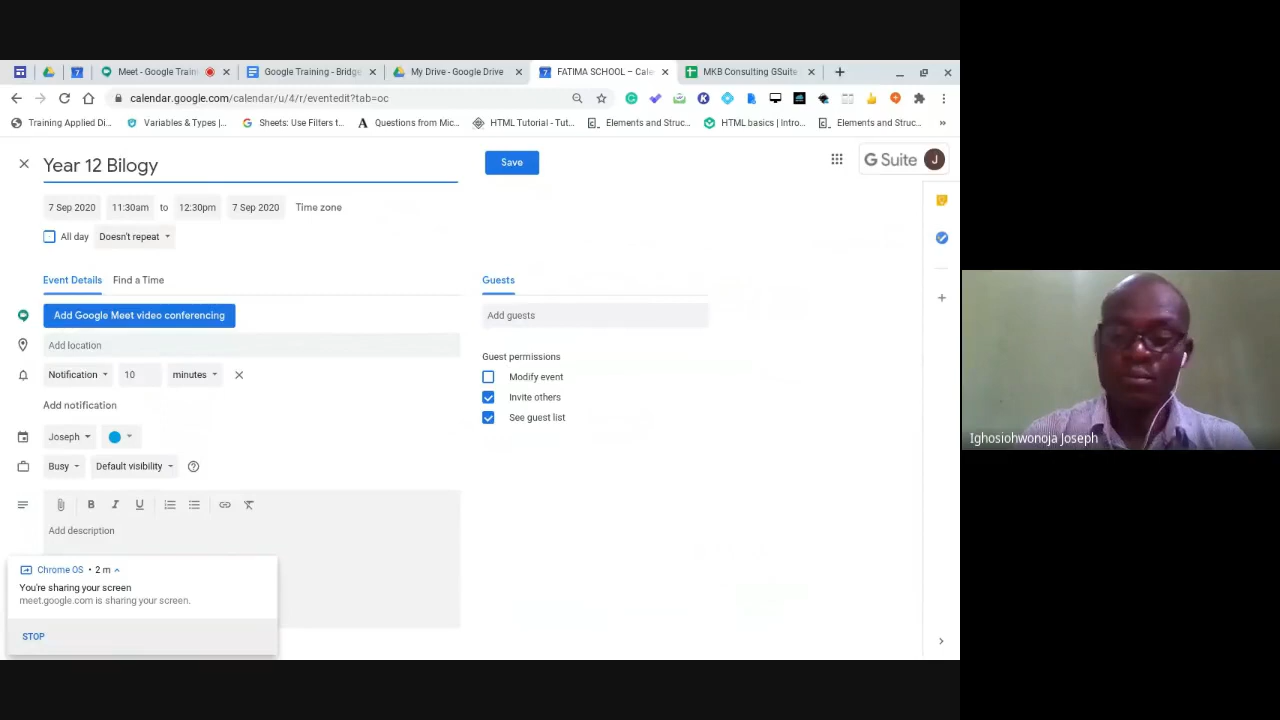 Meet - Google Traini
Google Training - Bridge
My Drive - Google Drive
FATIMA SCHOOL – Cale
MKB Consulting GSuite
calendar.google.com/calendar/u/4/r/eventedit?tab=oc
Training Applied Di...
Variables & Types |...
Sheets: Use Filters t...
Questions from Mic...
HTML Tutorial - Tut...
Elements and Struc...
HTML basics | Intro...
Elements and Struc...
Year 12 Bilogy
Save
G Suite J
7 Sep 2020 11:30am to 12:30pm 7 Sep 2020 Time zone
All day Doesn't repeat
Event Details Find a Time
Guests
Add Google Meet video conferencing
Add guests
Add location
Guest permissions
Notification 10 minutes
Modify event
Add notification
Invite others
See guest list
Joseph
Busy Default visibility
B I U
Add description
Chrome OS • 2 m
You're sharing your screen
meet.google.com is sharing your screen.
STOP
Ighosiohwonoja Joseph